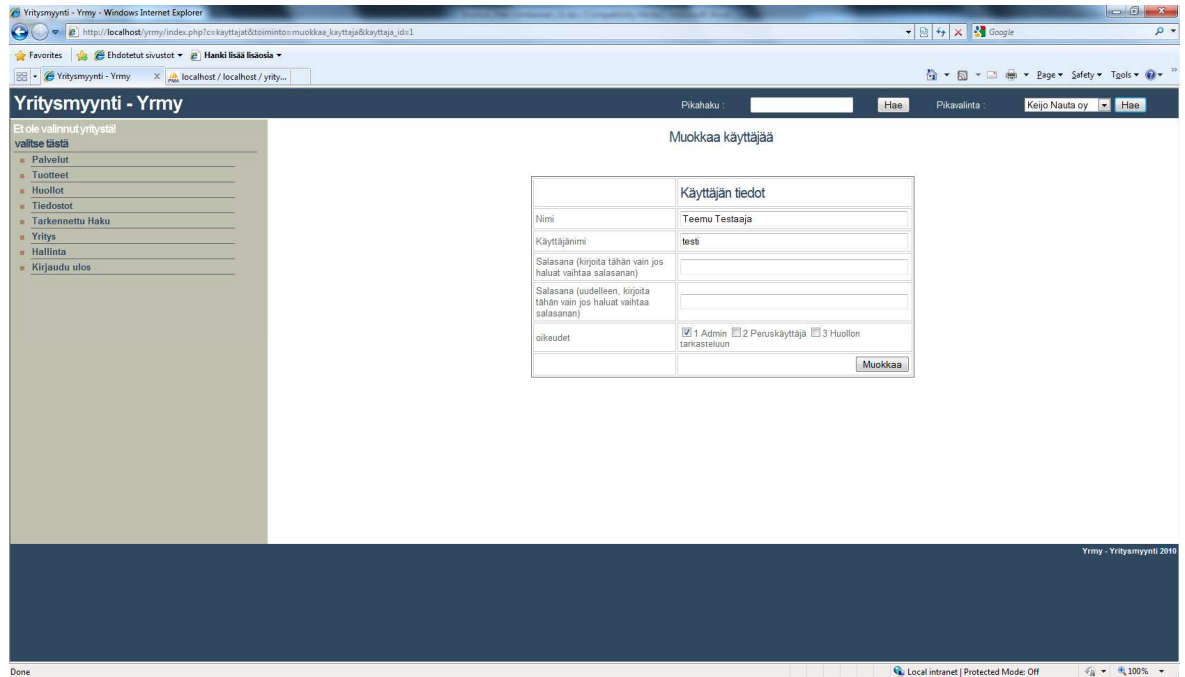 Yritysmyynti - Yrmy - Windows Internet Explorer
http://localhost/yrmy/index.php?c=kayttajat&toiminto=muokkaa_kayttaja&kayttaja_id=1
Google
Favorites Ehdotetut sivustot Hanki lisää lisäosia
Yritysmyynti - Yrmy localhost / localhost / yrity...
Page Safety Tools
Yritysmyynti - Yrmy
Pikahaku : Hae Pikavalinta : Keijo Nauta oy Hae
Et ole valinnut yritystä!
valitse tästä
Palvelut
Tuotteet
Huollot
Tiedostot
Tarkennettu Haku
Yritys
Hallinta
Kirjaudu ulos
Muokkaa käyttäjää
Käyttäjän tiedot
Nimi Teemu Testaaja
Käyttäjänimi testi
Salasana (kirjoita tähän vain jos
haluat vaihtaa salasanan)
Salasana (uudelleen, kirjoita
tähän vain jos haluat vaihtaa
salasanan)
oikeudet 1 Admin 2 Peruskäyttäjä 3 Huollon
tarkasteluun
Muokkaa
Yrmy - Yritysmyynti 2010
Done Local intranet | Protected Mode: Off 100%